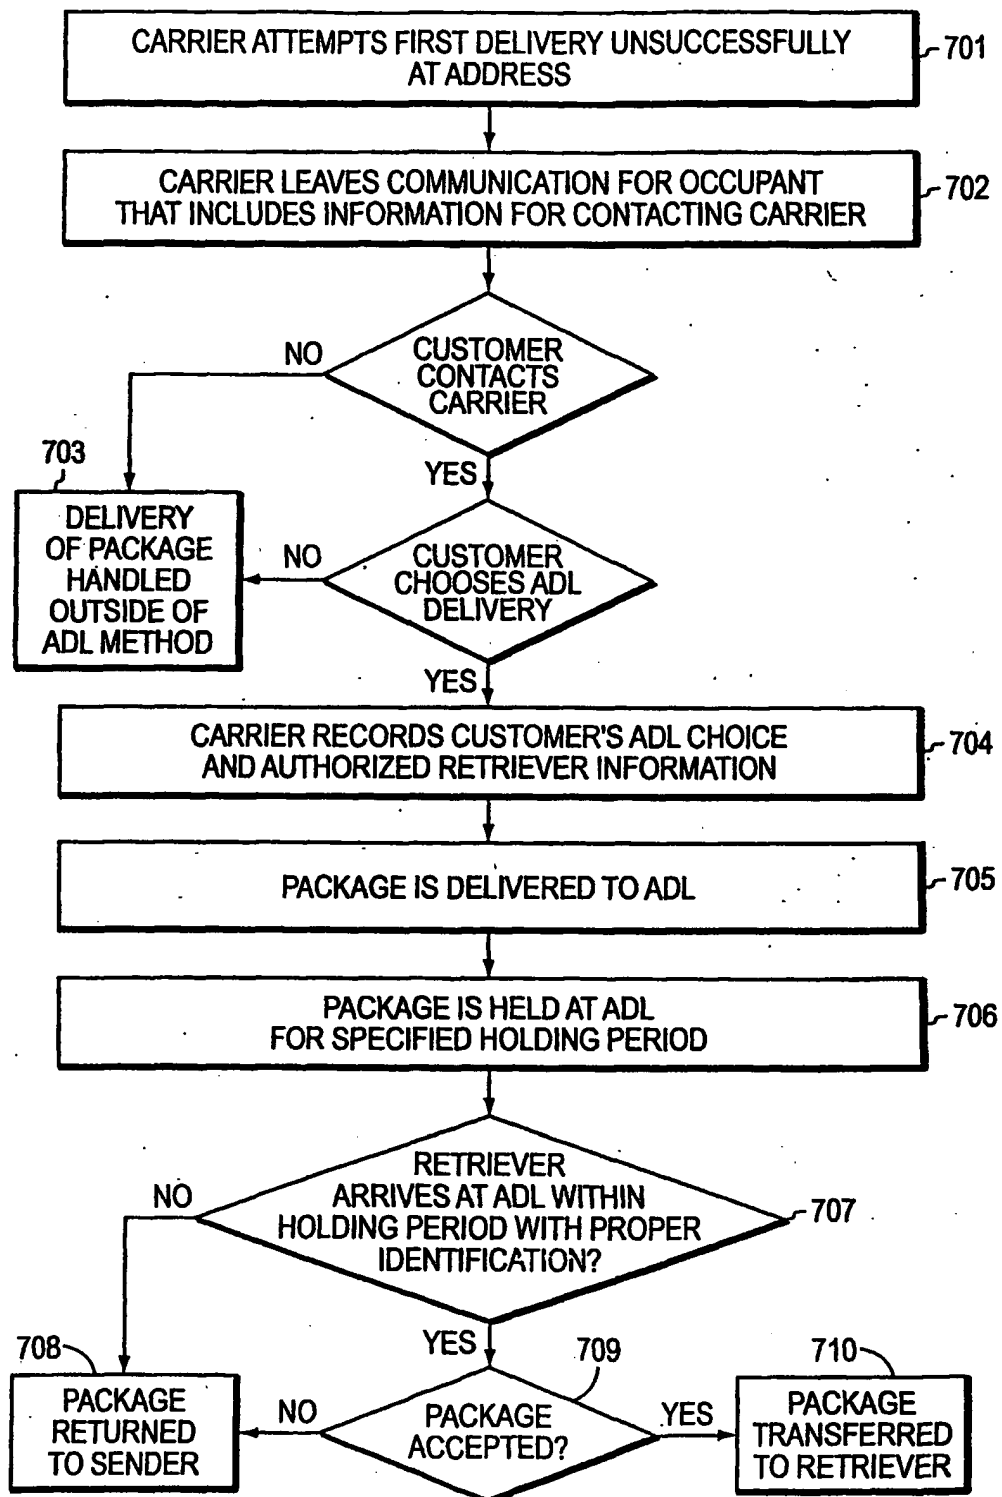 CARRIER ATTEMPTS FIRST DELIVERY UNSUCCESSFULLY
AT ADDRESS
701
CARRIER LEAVES COMMUNICATION FOR OCCUPANT
THAT INCLUDES INFORMATION FOR CONTACTING CARRIER
702
NO
CUSTOMER
CONTACTS
CARRIER
YES
703
DELIVERY
OF PACKAGE
HANDLED
OUTSIDE OF
ADL METHOD
NO
CUSTOMER
CHOOSES ADL
DELIVERY
YES
CARRIER RECORDS CUSTOMER'S ADL CHOICE
AND AUTHORIZED RETRIEVER INFORMATION
704
PACKAGE IS DELIVERED TO ADL
705
PACKAGE IS HELD AT ADL
FOR SPECIFIED HOLDING PERIOD
706
NO
RETRIEVER
ARRIVES AT ADL WITHIN
HOLDING PERIOD WITH PROPER
IDENTIFICATION?
707
YES
708
PACKAGE
RETURNED
TO SENDER
NO
PACKAGE
ACCEPTED?
709
YES
710
PACKAGE
TRANSFERRED
TO RETRIEVER